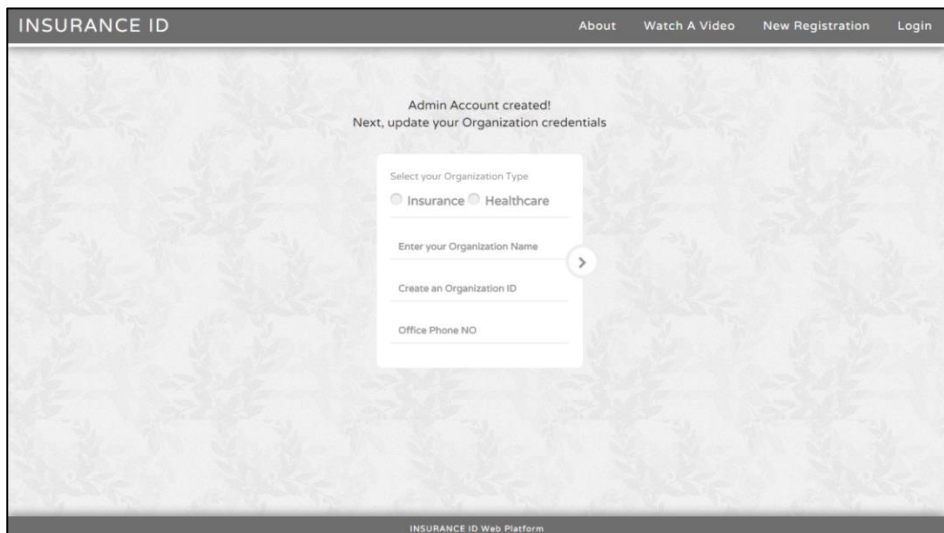 INSURANCE ID
About Watch A Video New Registration Login
Admin Account created!
Next, update your Organization credentials
Select your Organization Type
Insurance Healthcare
Enter your Organization Name
Create an Organization ID
Office Phone NO
INSURANCE ID Web Platform